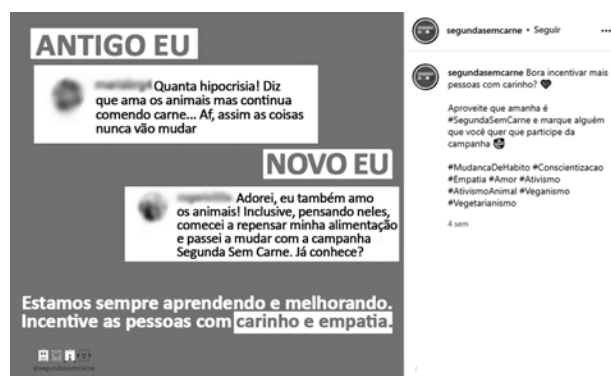 ANTIGO EU
Quanta hipocrisia! Diz
que ama os animais mas continua
comendo carne... Af, assim as coisas
nunca vão mudar
NOVO EU
Adorei, eu também amo
os animais! Inclusive, pensando neles,
comecei a repensar minha alimentação
e passei a mudar com a campanha
Segunda Sem Carne. Já conhece?
Estamos sempre aprendendo e melhorando.
Incentive as pessoas com carinho e empatia.
@segundasemcarne
segundasemcarne • Seguir
segundasemcarne Bora incentivar mais
pessoas com carinho?
Aproveite que amanha é
#SegundaSemCarne e marque alguém
que você quer que participe da
campanha
#MudancaDeHabito #Conscientizacao
#Empatia #Amor #Ativismo
#AtivismoAnimal #Veganismo
#Vegetarianismo
4 sem